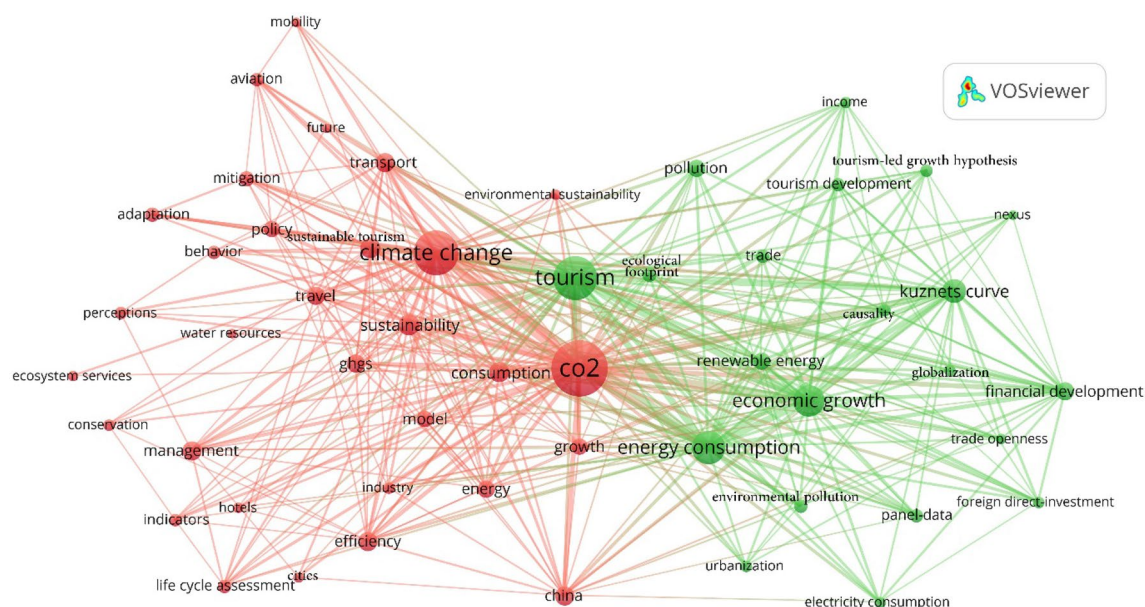 mobility
aviation
VOSviewer
income
future
transport
pollution
tourism-led growth hypothesis
mitigation
tourism development
environmental sustainability
adaptation
nexus
policy
sustainable tourism
behavior
climate change
ecological
footprint
trade
tourism
kuznets curve
travel
perceptions
causality
sustainability
water resources
ghgs
renewable energy
co2
consumption
globalization
ecosystem services
financial development
economic growth
conservation
model
management
growth
energy consumption
trade openness
industry
energy
environmental pollution
foreign direct-investment
hotels
indicators
panel-data
efficiency
urbanization
cities
life cycle assessment
china
electricity consumption